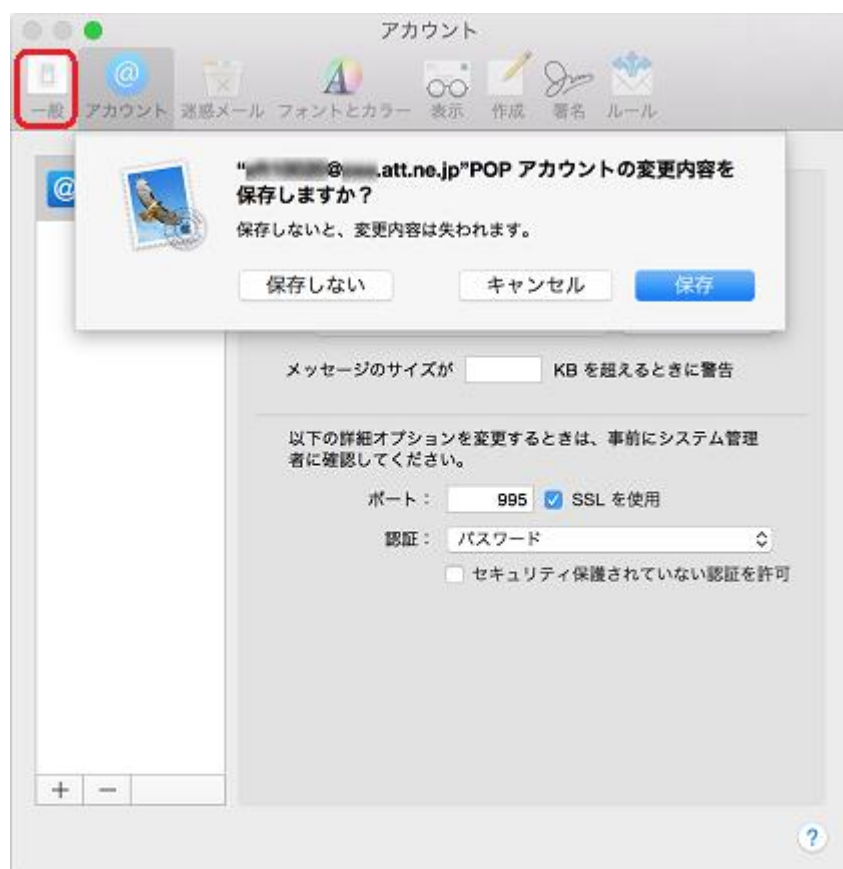 アカウント
一般 アカウント 迷惑メール フォントとカラー 表示 作成 署名 ルール
@.att.ne.jp”POP アカウントの変更内容を
保存しますか？
保存しないと、変更内容は失われます。
保存しない キャンセル 保存
メッセージのサイズが KB を超えるときに警告
以下の詳細オプションを変更するときは、事前にシステム管理
者に確認してください。
ポート： 995 SSL を使用
認証： パスワード
セキュリティ保護されていない認証を許可